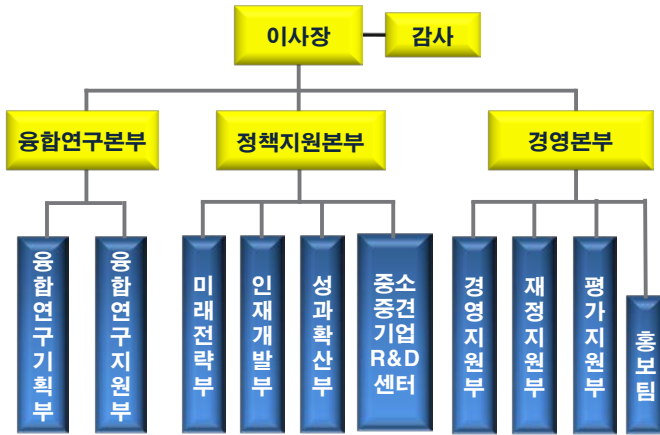 이사장
감사
융합연구본부
정책지원본부
경영본부
융합연구기획부
융합연구지원부
미래전략부
인재개발부
성과확산부
중소
중견
기업
R&D
센터
경영지원부
재정지원부
평가지원부
홍보팀